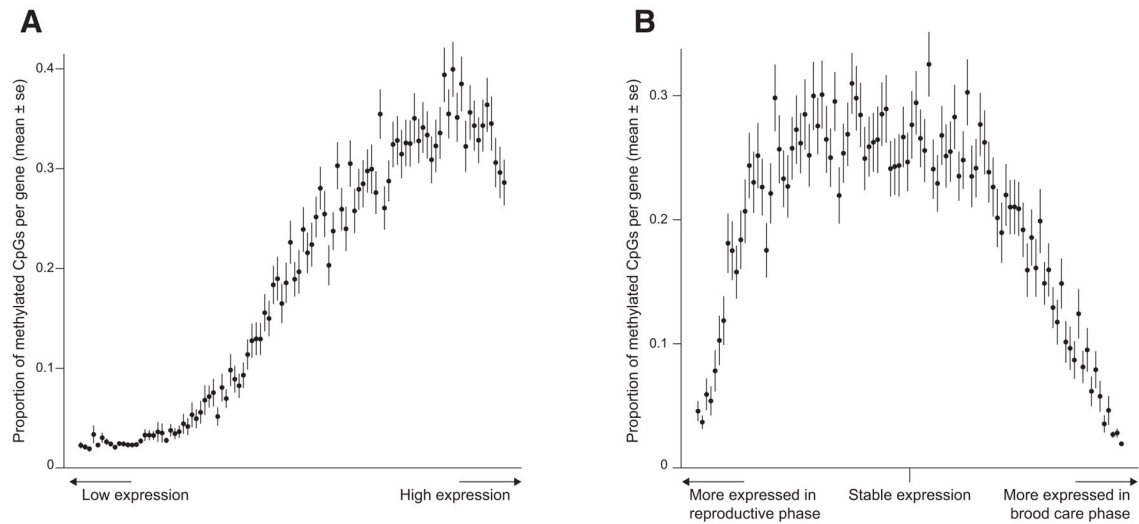 A
Proportion of methylated CpGs per gene (mean ± se)
0.4
0.3
0.2
0.1
0
Low expression
High expression
B
Proportion of methylated CpGs per gene (mean ± se)
0.3
0.2
0.1
0
More expressed in
reproductive phase
Stable expression
More expressed in
brood care phase